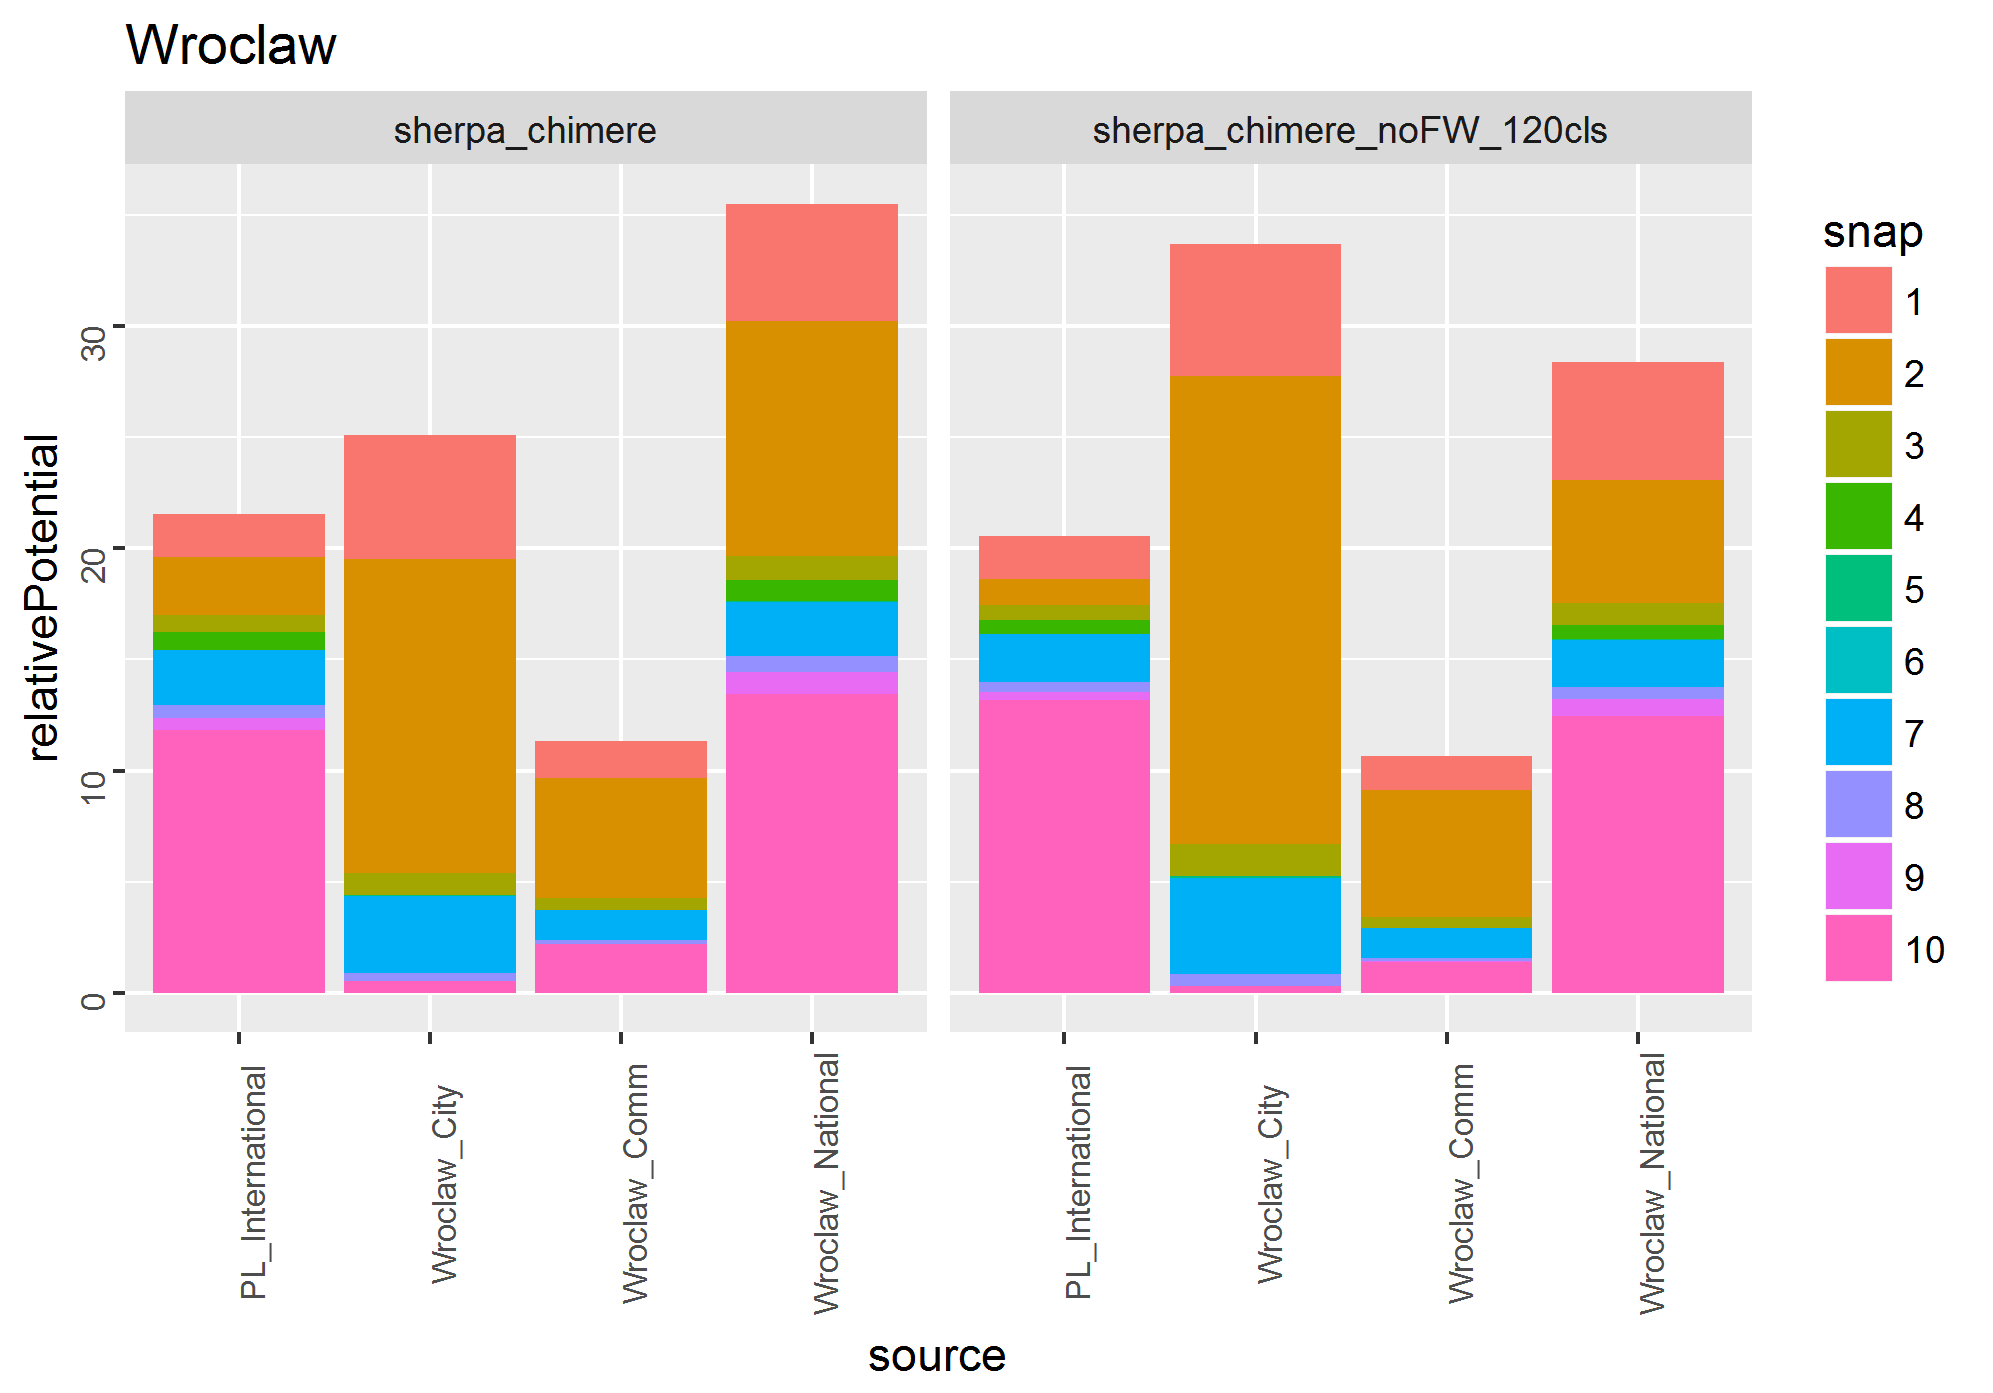 Wroclaw
sherpa_chimere
sherpa_chimere_noFW_120cls
relativePotential
30
20
10
0
PL_International
Wroclaw_City
Wroclaw_Comm
Wroclaw_National
PL_International
Wroclaw_City
Wroclaw_Comm
Wroclaw_National
source
snap
1
2
3
4
5
6
7
8
9
10